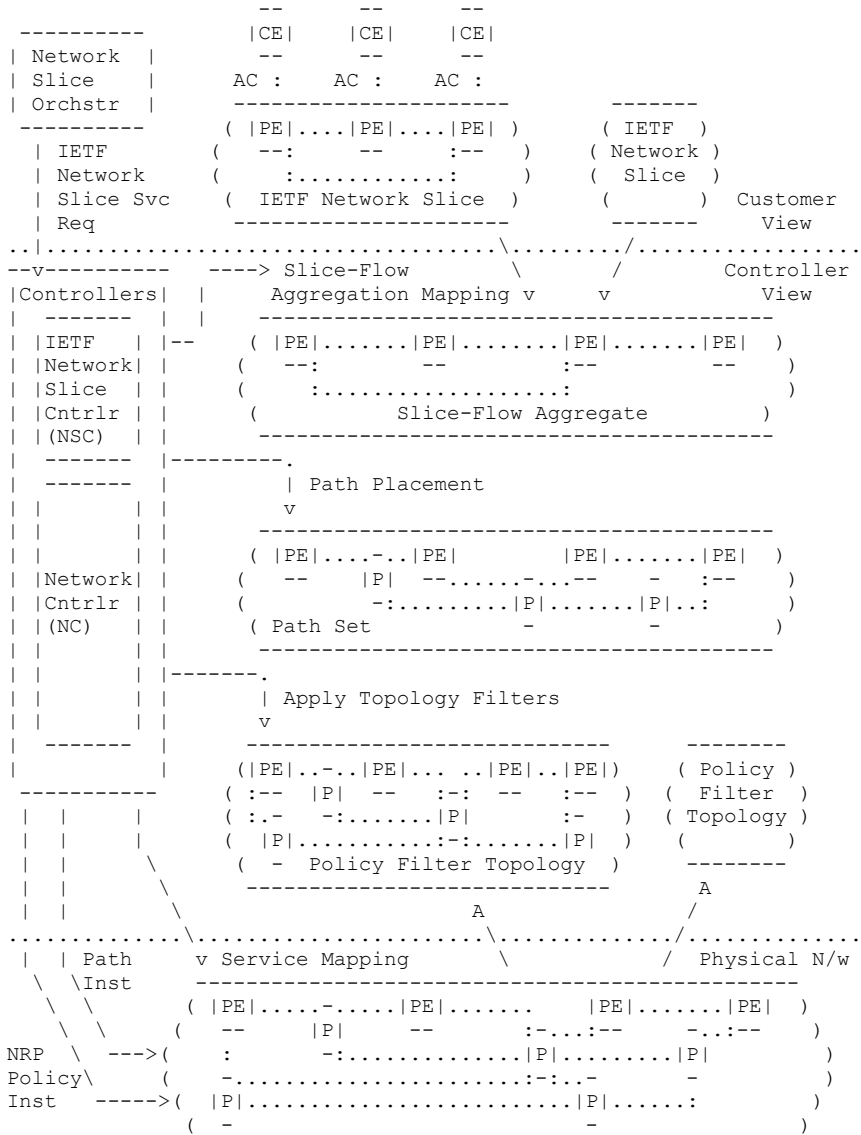 --      --      --
 ----------        |CE|    |CE|    |CE|
| Network  |        --      --      --
| Slice    |      AC :    AC :    AC :
| Orchstr  |      ----------------------        -------
 ----------      ( |PE|....|PE|....|PE| )      ( IETF  )
  | IETF        (   --:     --     :--   )    ( Network )
  | Network     (     :............:     )    (  Slice  )
  | Slice Svc   (  IETF Network Slice  )      (       )  Customer
  | Req           ----------------------        -------     View
..|....................................\........./..................
--v----------   ----> Slice-Flow        \       /        Controller
|Controllers|  |     Aggregation Mapping v     v            View
|  -------  |  |    -----------------------------------------
| |IETF   | |--    ( |PE|.......|PE|........|PE|.......|PE|  )
| |Network| |     (   --:        --         :--         --    )
| |Slice  | |     (     :....................:                )
| |Cntrlr | |      (           Slice-Flow Aggregate         )
| |(NSC)  | |       -----------------------------------------
|  -------  |---------.
|  -------  |         | Path Placement
| |       | |         v
| |       | |       -----------------------------------------
| |       | |      ( |PE|....-..|PE|        |PE|.......|PE|  )
| |Network| |     (   --    |P|  --......-...--    -   :--    )
| |Cntrlr | |     (          -:.........|P|.......|P|..:      )
| |(NC)   | |      ( Path Set            -         -         )
| |       | |       -----------------------------------------
| |       | |-------.
| |       | |       | Apply Topology Filters
| |       | |       v
|  -------  |      -----------------------------      --------
|           |     (|PE|..-..|PE|... ..|PE|..|PE|)    ( Policy )
 -----------     ( :--  |P|  --   :-:  --   :--  )  (  Filter  )
 |  |     |      ( :.-   -:.......|P|       :-   )  ( Topology )
 |  |     |      (  |P|...........:-:.......|P|  )   (        )
 |  |      \      ( -  Policy Filter Topology  )      --------
 |  |       \      -----------------------------       A
 |  |        \                       A                /
..............\.......................\............../..............
 |  | Path     v Service Mapping       \            /  Physical N/w
  \  \Inst     ------------------------------------------------
   \  \       ( |PE|.....-.....|PE|.......    |PE|.......|PE|  )
    \  \     (   --     |P|     --       :-...:--     -..:--    )
NRP  \  --->(    :       -:..............|P|.........|P|         )
Policy\     (    -.......................:-:..-       -          )
Inst   ----->(  |P|..........................|P|......:         )
              ( -                             -                )